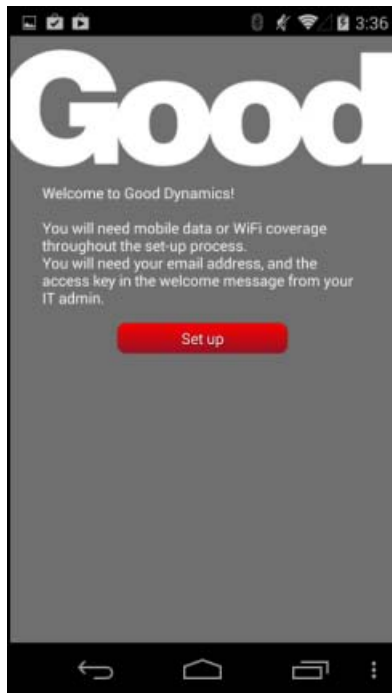 3:36
Good
Welcome to Good Dynamics!
You will need mobile data or WiFi coverage
throughout the set-up process.
You will need your email address, and the
access key in the welcome message from your
IT admin.
Set up